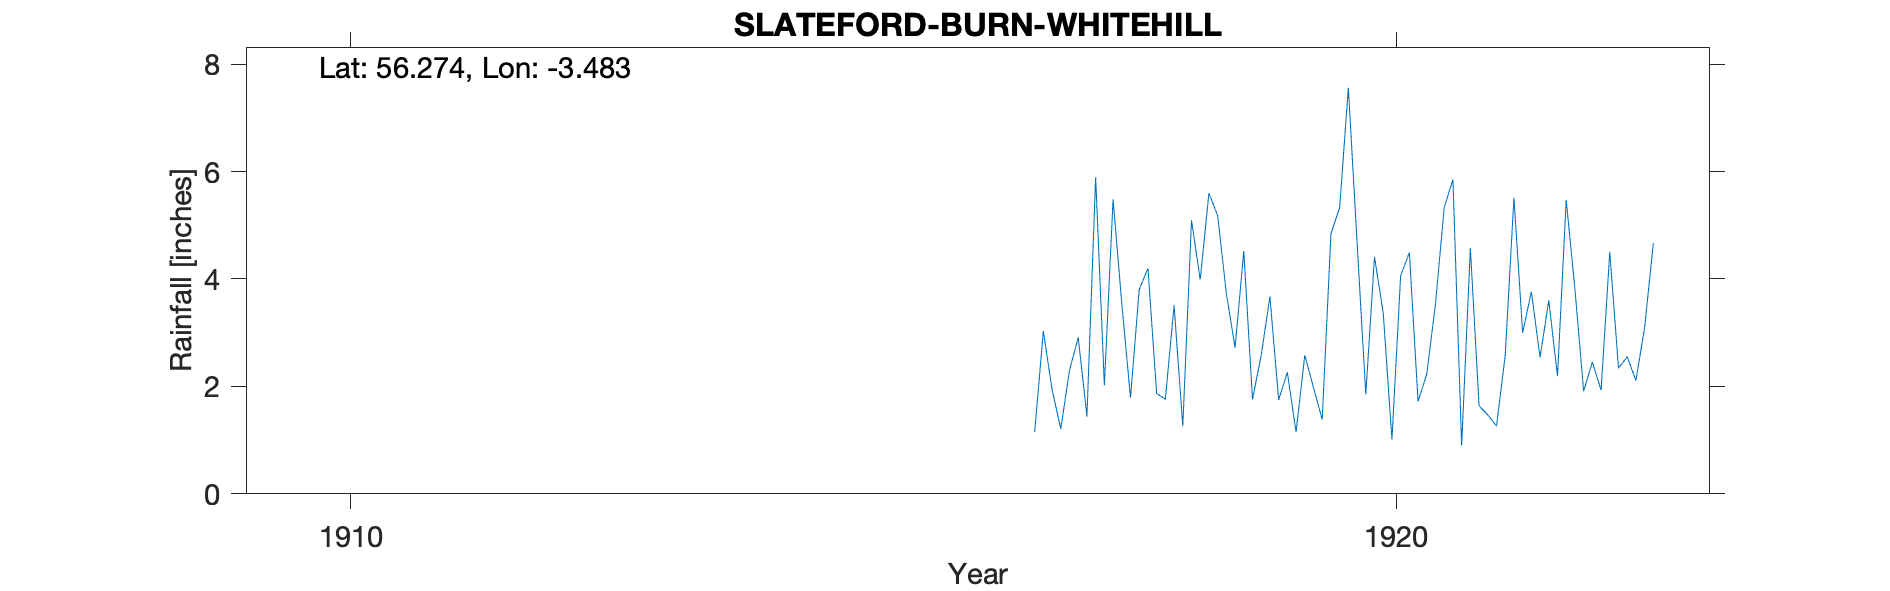 SLATEFORD-BURN-WHITEHILL
Lat: 56.274, Lon: -3.483
8
6
4
2
0
Rainfall [inches]
1910
1920
Year